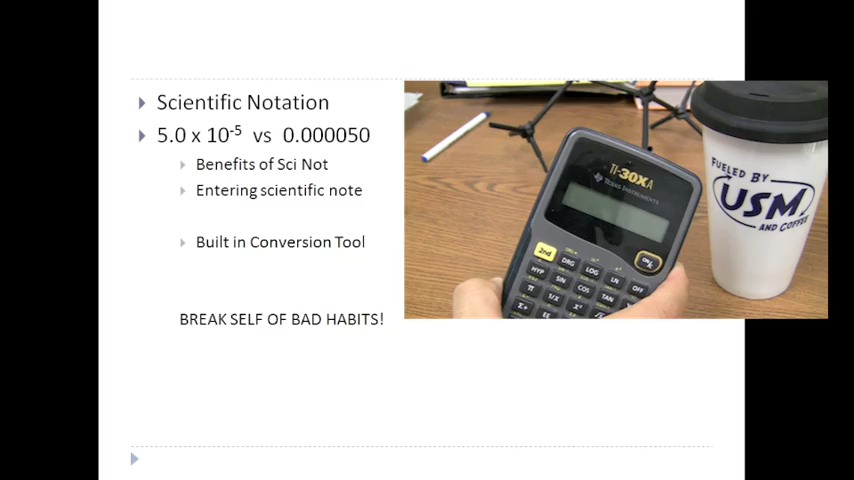 Scientific Notation
5.0 x 10⁻⁵ vs 0.000050
Benefits of Sci Not
Entering scientific note
Built in Conversion Tool
BREAK SELF OF BAD HABITS!
TI-30XA
TEXAS INSTRUMENTS
2nd
DRG
LOG
LN
OFF
HYP
SIN
COS
TAN
π
1/X
X²
Σ+
EE
FUELED BY
USM
AND COFFEE